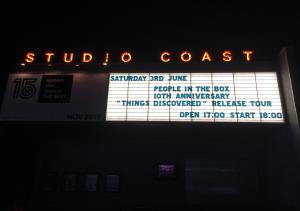 STUDIO COAST
15
SATURDAY 3RD JUNE
PEOPLE IN THE BOX
10TH ANNIVERSARY
"THINGS DISCOVERED" RELEASE TOUR
OPEN 17:00 START 18:00